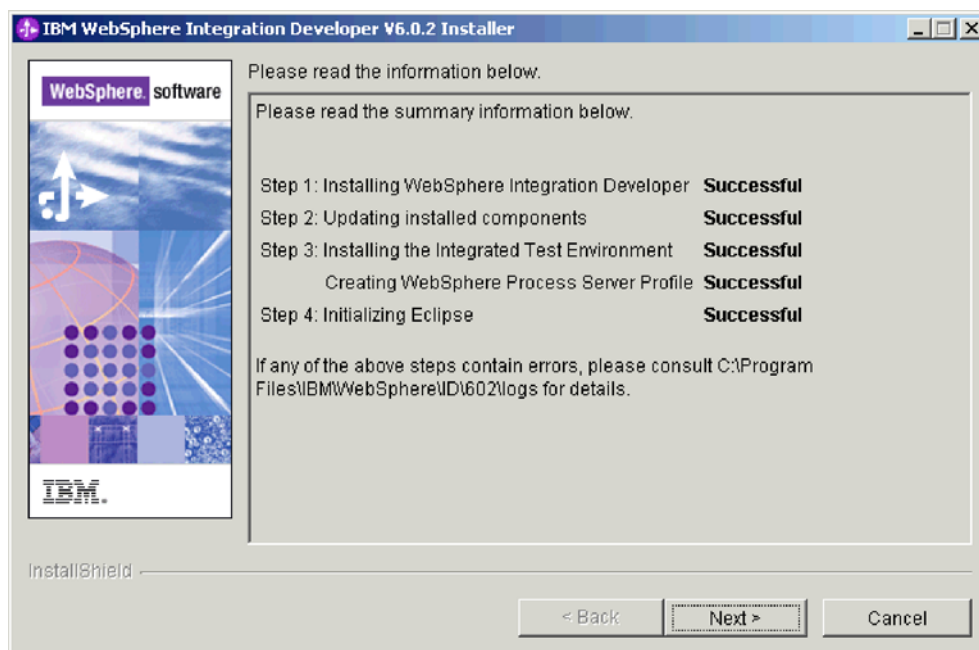 IBM WebSphere Integration Developer V6.0.2 Installer
WebSphere. software
Please read the information below.
Please read the summary information below.
Step 1: Installing WebSphere Integration Developer Successful
Step 2: Updating installed components Successful
Step 3: Installing the Integrated Test Environment Successful
Creating WebSphere Process Server Profile Successful
Step 4: Initializing Eclipse Successful
If any of the above steps contain errors, please consult C:\Program
Files\IBM\WebSphere\ID\602\logs for details.
IBM.
InstallShield
< Back
Next >
Cancel